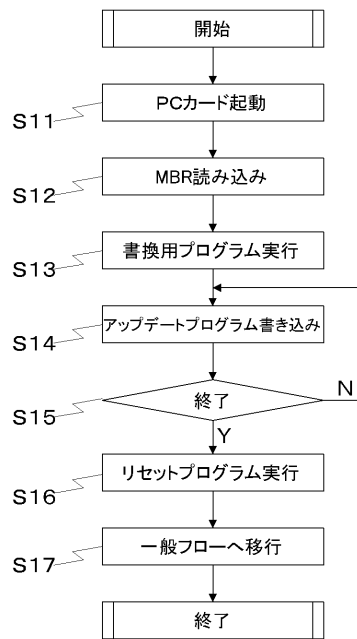 開始
PCカード起動
S11
MBR読み込み
S12
書換用プログラム実行
S13
アップデートプログラム書き込み
S14
終了
N
S15
Y
リセットプログラム実行
S16
一般フローへ移行
S17
終了